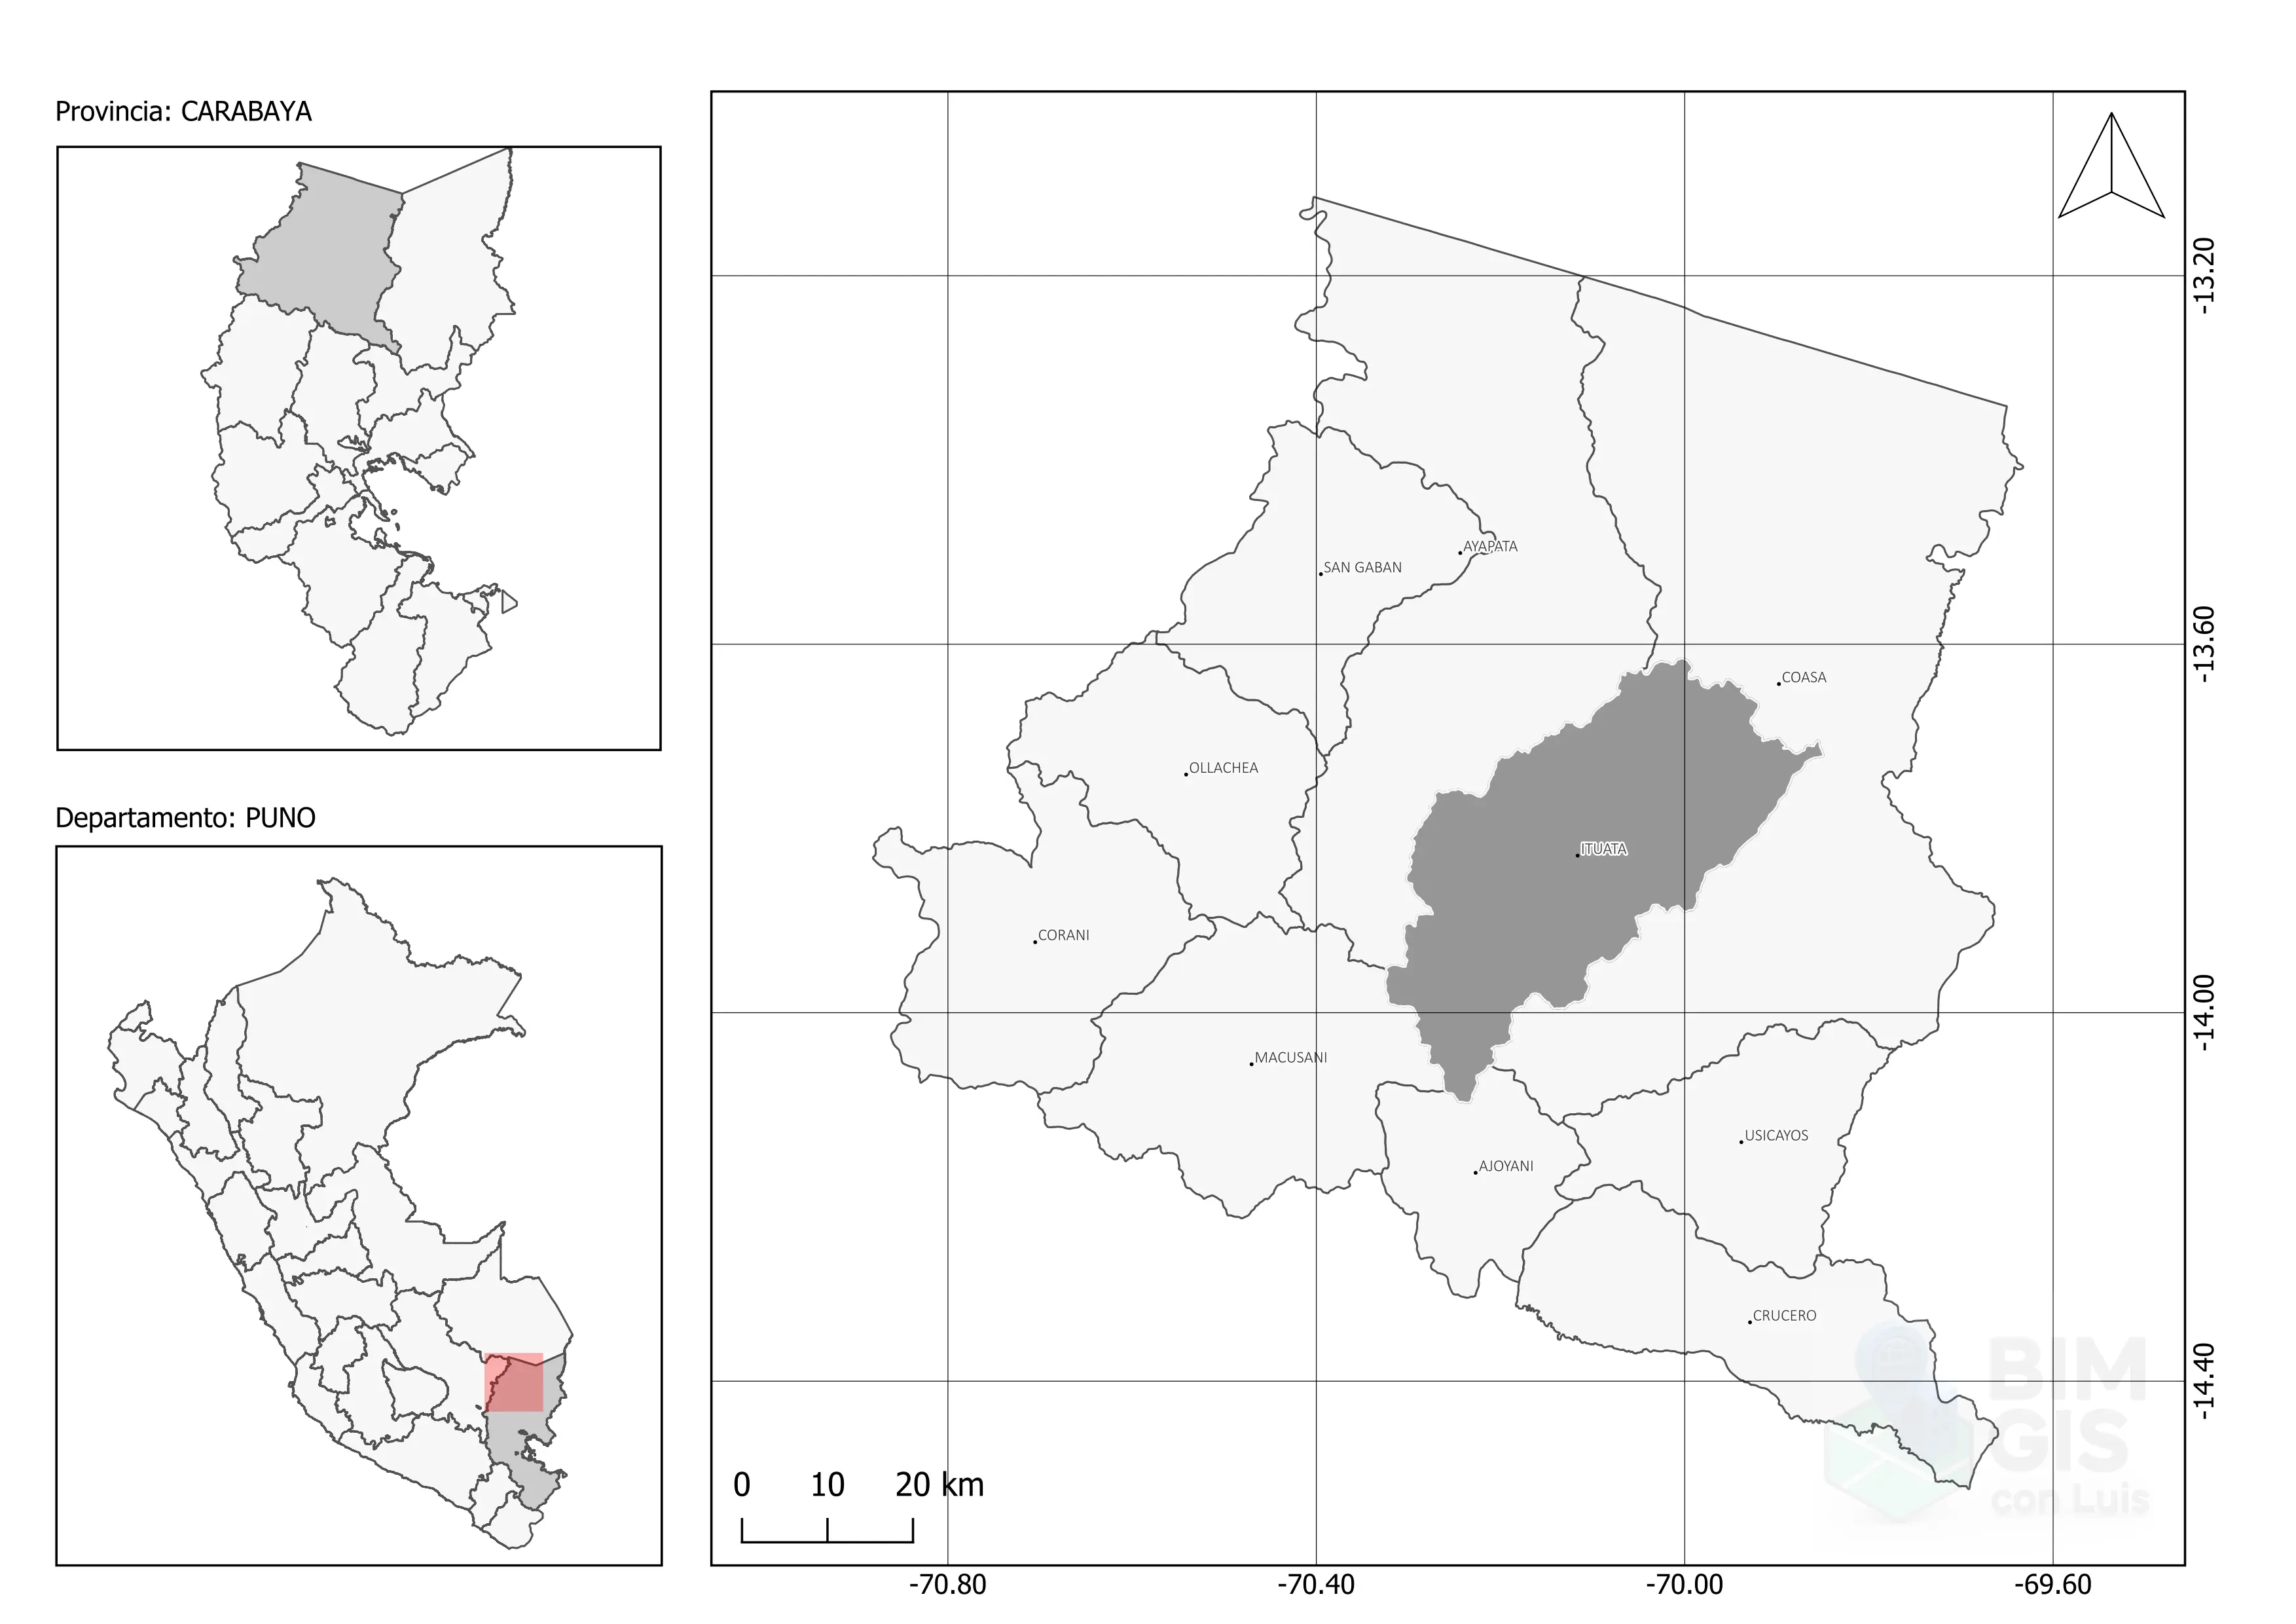 Provincia: CARABAYA
Departamento: PUNO
AYAPATA
SAN GABAN
COASA
OLLACHEA
ITUATA
CORANI
MACUSANI
USICAYOS
AJOYANI
CRUCERO
-13.20
-13.60
-14.00
-14.40
0 10 20 km
-70.80 -70.40 -70.00 -69.60
BIM
GIS
con Luis